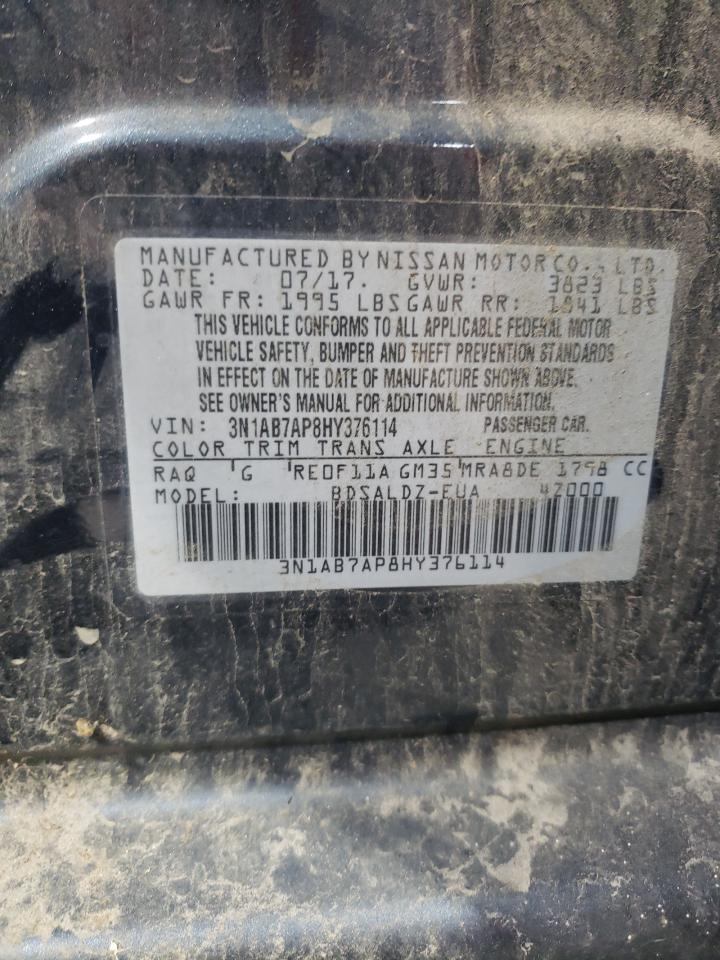 MANUFACTURED BY NISSAN MOTOR CO., LTD.
DATE: 07/17. GVWR: 3823 LBS
GAWR FR: 1995 LBS GAWR RR: 1841 LBS
THIS VEHICLE CONFORMS TO ALL APPLICABLE FEDERAL MOTOR
VEHICLE SAFETY, BUMPER AND THEFT PREVENTION STANDARDS
IN EFFECT ON THE DATE OF MANUFACTURE SHOWN ABOVE.
SEE OWNER'S MANUAL FOR ADDITIONAL INFORMATION.
VIN: 3N1AB7AP8HY376114 PASSENGER CAR.
COLOR TRIM TRANS AXLE ENGINE
RAQ G RE0F11A GM35 MRA8DE 1798 CC
MODEL: BDSALDZ-EUA 4Z000
3N1AB7AP8HY376114